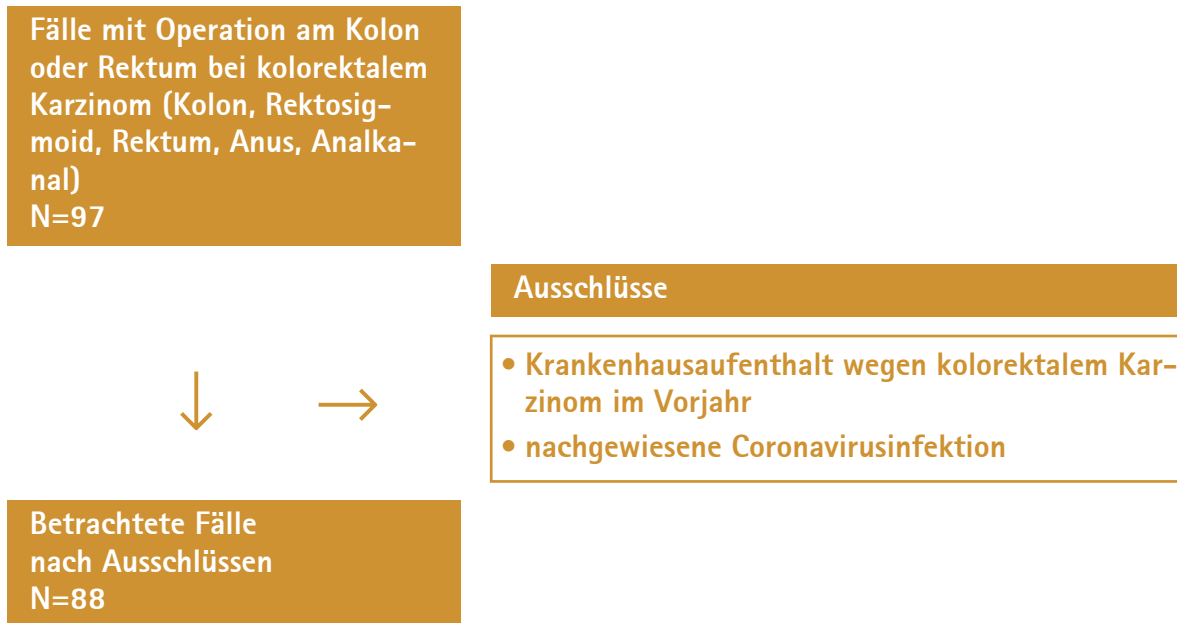 Fälle mit Operation am Kolon
oder Rektum bei kolorektalem
Karzinom (Kolon, Rektosig-
moid, Rektum, Anus, Analka-
nal)
N=97
Ausschlüsse
• Krankenhausaufenthalt wegen kolorektalem Kar-
zinom im Vorjahr
• nachgewiesene Coronavirusinfektion
Betrachtete Fälle
nach Ausschlüssen
N=88